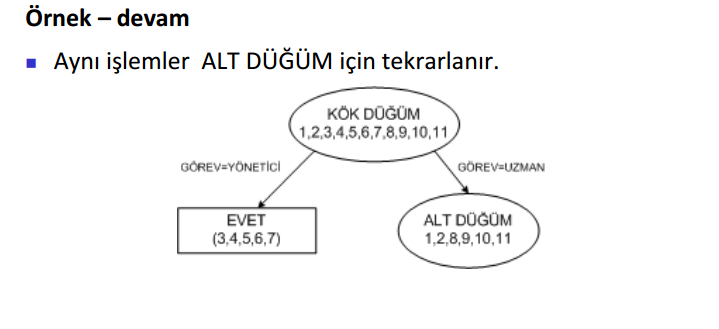 Örnek – devam
Aynı işlemler ALT DÜĞÜM için tekrarlanır.
KÖK DÜĞÜM
1,2,3,4,5,6,7,8,9,10,11
GÖREV=YÖNETİCİ
GÖREV=UZMAN
EVET
(3,4,5,6,7)
ALT DÜĞÜM
1,2,8,9,10,11